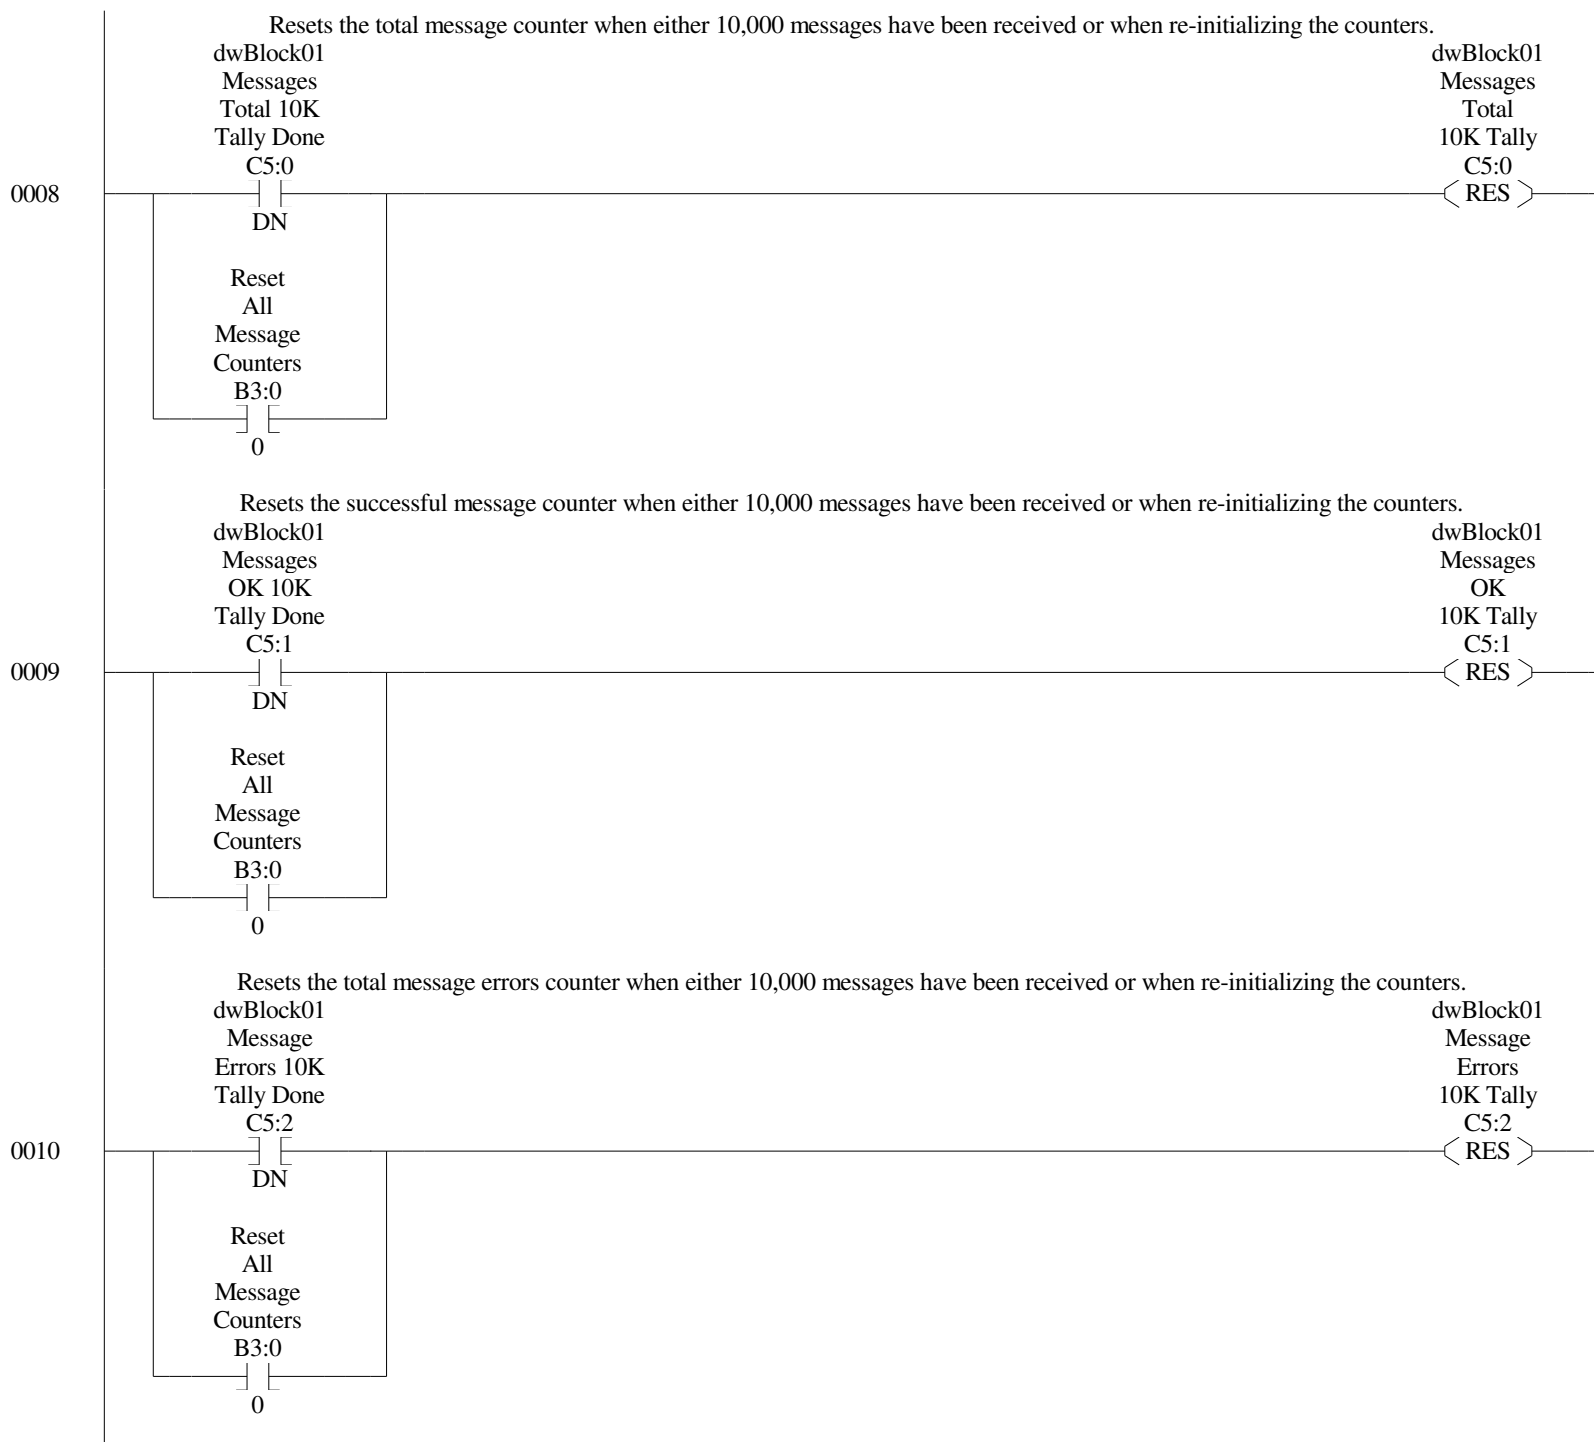 Resets the total message counter when either 10,000 messages have been received or when re-initializing the counters.
dwBlock01
Messages
Total 10K
Tally Done
C5:0
DN
dwBlock01
Messages
Total
10K Tally
C5:0
RES
0008
Reset
All
Message
Counters
B3:0
0
Resets the successful message counter when either 10,000 messages have been received or when re-initializing the counters.
dwBlock01
Messages
OK 10K
Tally Done
C5:1
DN
dwBlock01
Messages
OK
10K Tally
C5:1
RES
0009
Reset
All
Message
Counters
B3:0
0
Resets the total message errors counter when either 10,000 messages have been received or when re-initializing the counters.
dwBlock01
Message
Errors 10K
Tally Done
C5:2
DN
dwBlock01
Message
Errors
10K Tally
C5:2
RES
0010
Reset
All
Message
Counters
B3:0
0